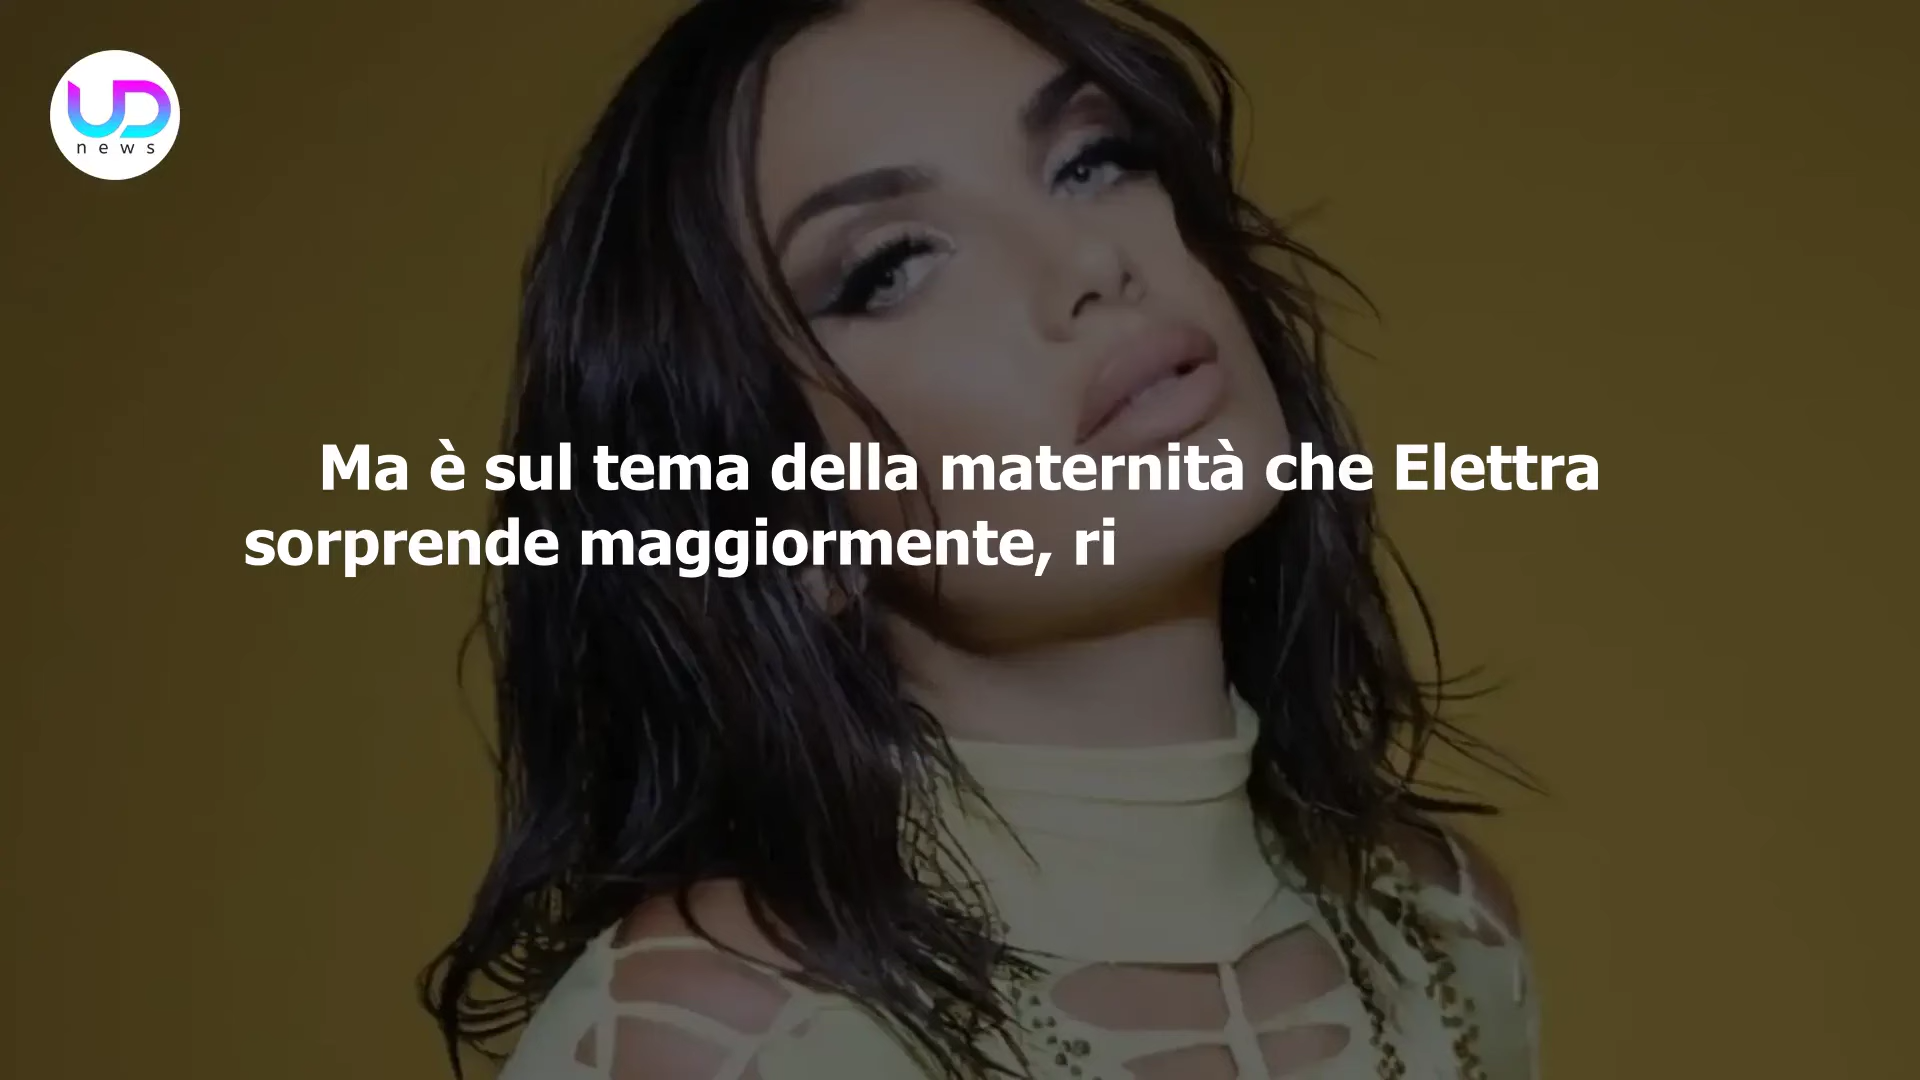 UD
news
Ma è sul tema della maternità che Elettra
sorprende maggiormente, ri